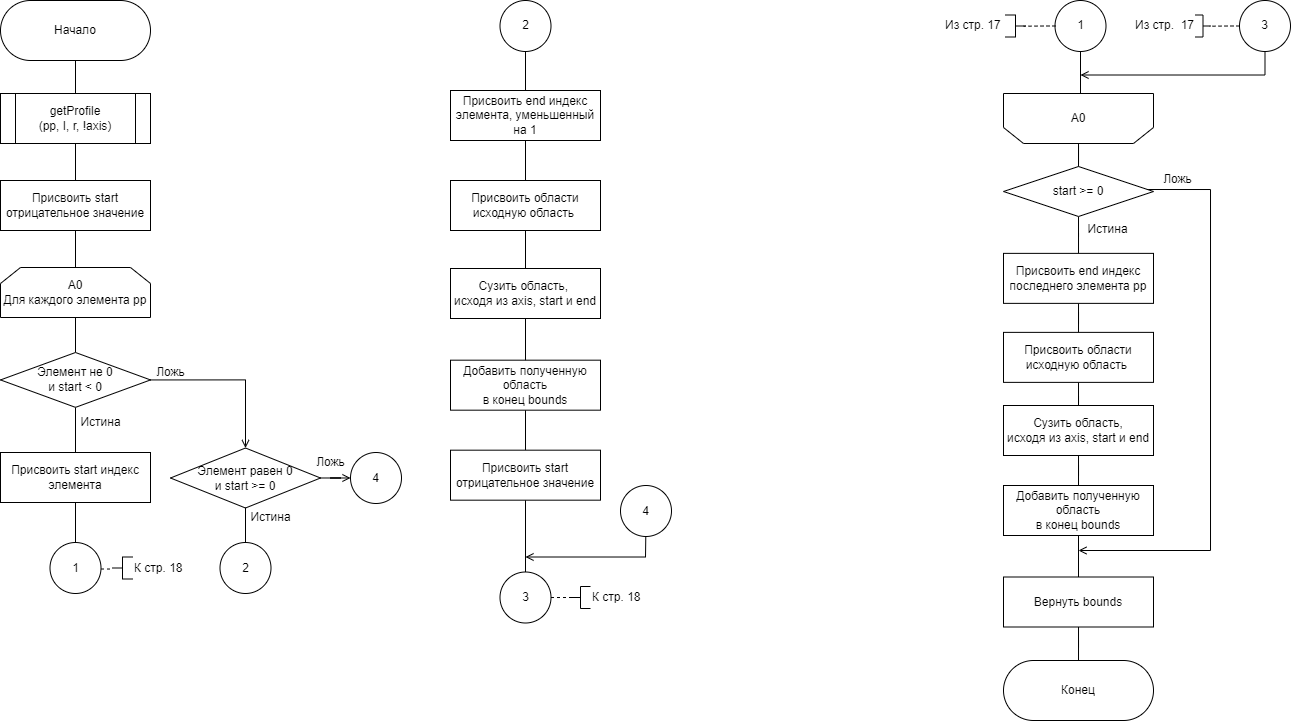 Начало
getProfile
(pp, l, r, !axis)
Присвоить start
отрицательное значение
A0
Для каждого элемента pp
Элемент не 0
и start < 0
Ложь
Истина
Присвоить start индекс
элемента
1
К стр. 18
Элемент равен 0
и start >= 0
Ложь
4
Истина
2
2
Присвоить end индекс
элемента, уменьшенный
на 1
Присвоить области
исходную область
Сузить область,
исходя из axis, start и end
Добавить полученную
область
в конец bounds
Присвоить start
отрицательное значение
4
3
К стр. 18
Из стр. 17
1
Из стр. 17
3
A0
start >= 0
Ложь
Истина
Присвоить end индекс
последнего элемента pp
Присвоить области
исходную область
Сузить область,
исходя из axis, start и end
Добавить полученную
область
в конец bounds
Вернуть bounds
Конец